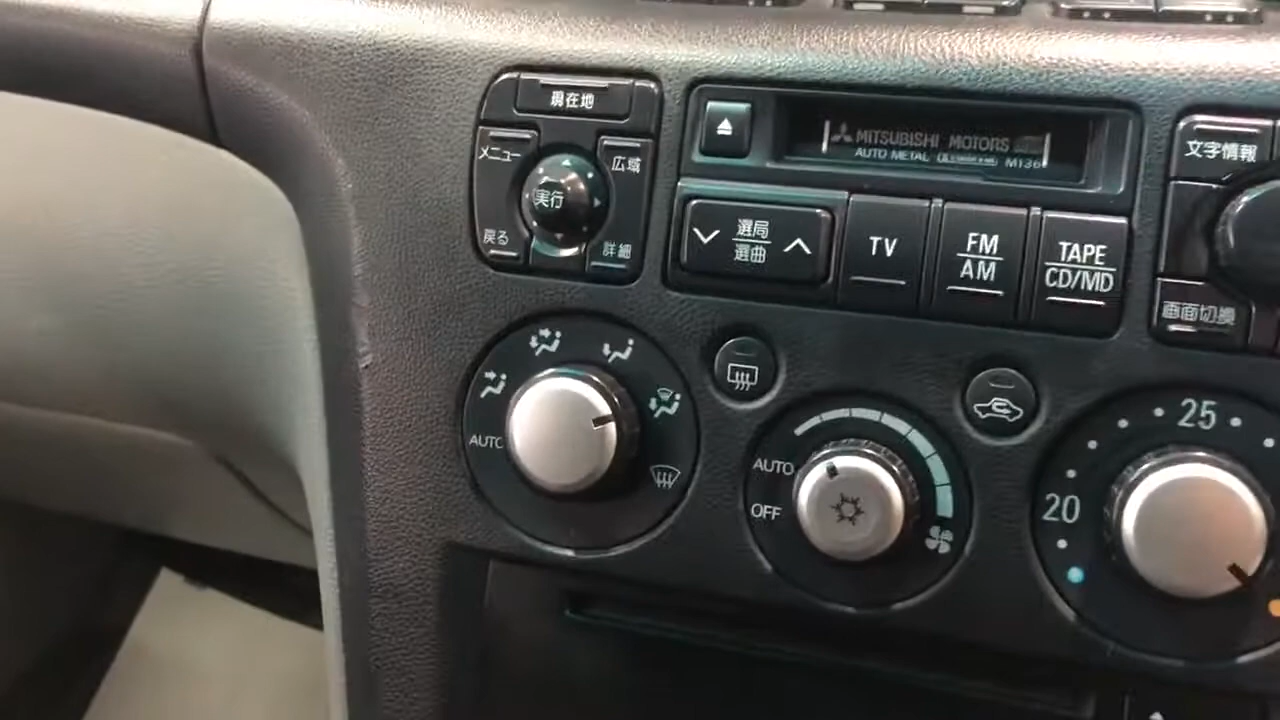 現在地
メニュー
広域
実行
戻る
詳細
MITSUBISHI MOTORS
AUTO METAL
M136
選局
選曲
TV
FM
AM
TAPE
CD/MD
文字情報
画面切換
AUTO
AUTO
OFF
25
20